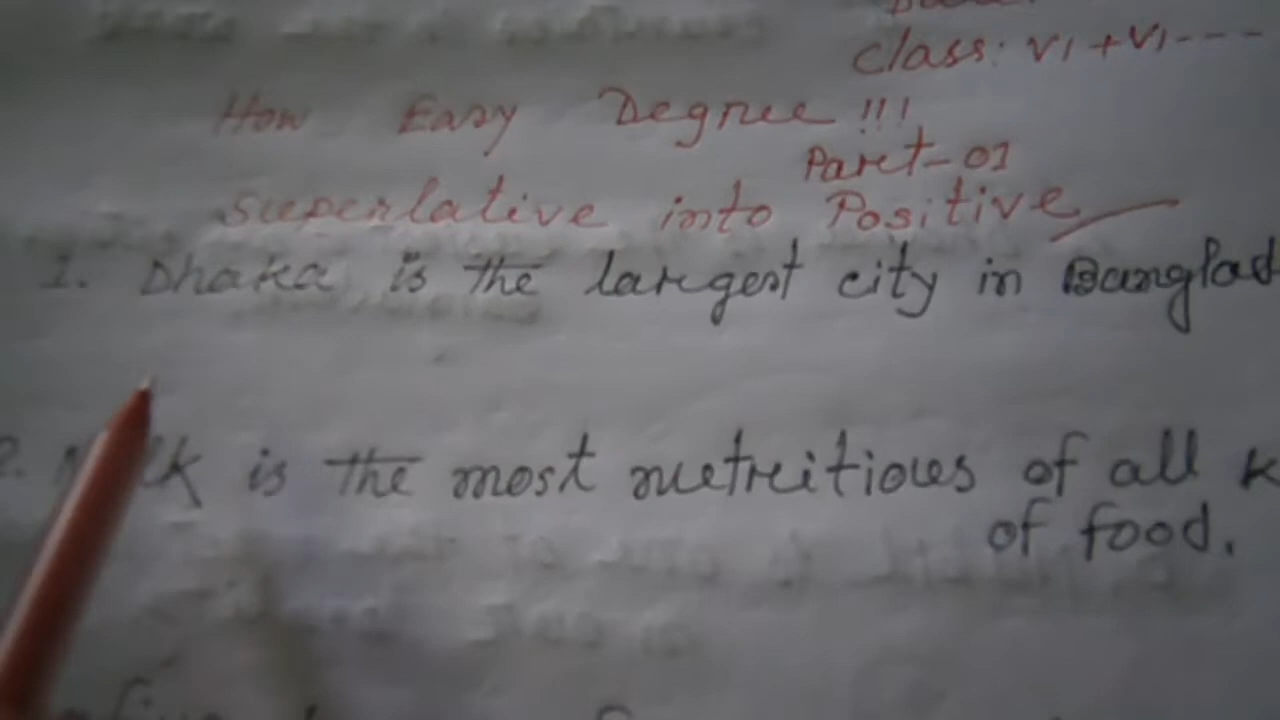 Class: VI + VI---
How Easy Degree !!!
Part-01
Superlative into Positive
1. Dhaka is the largest city in Banglad
2. is the most nutritious of all k
of food.